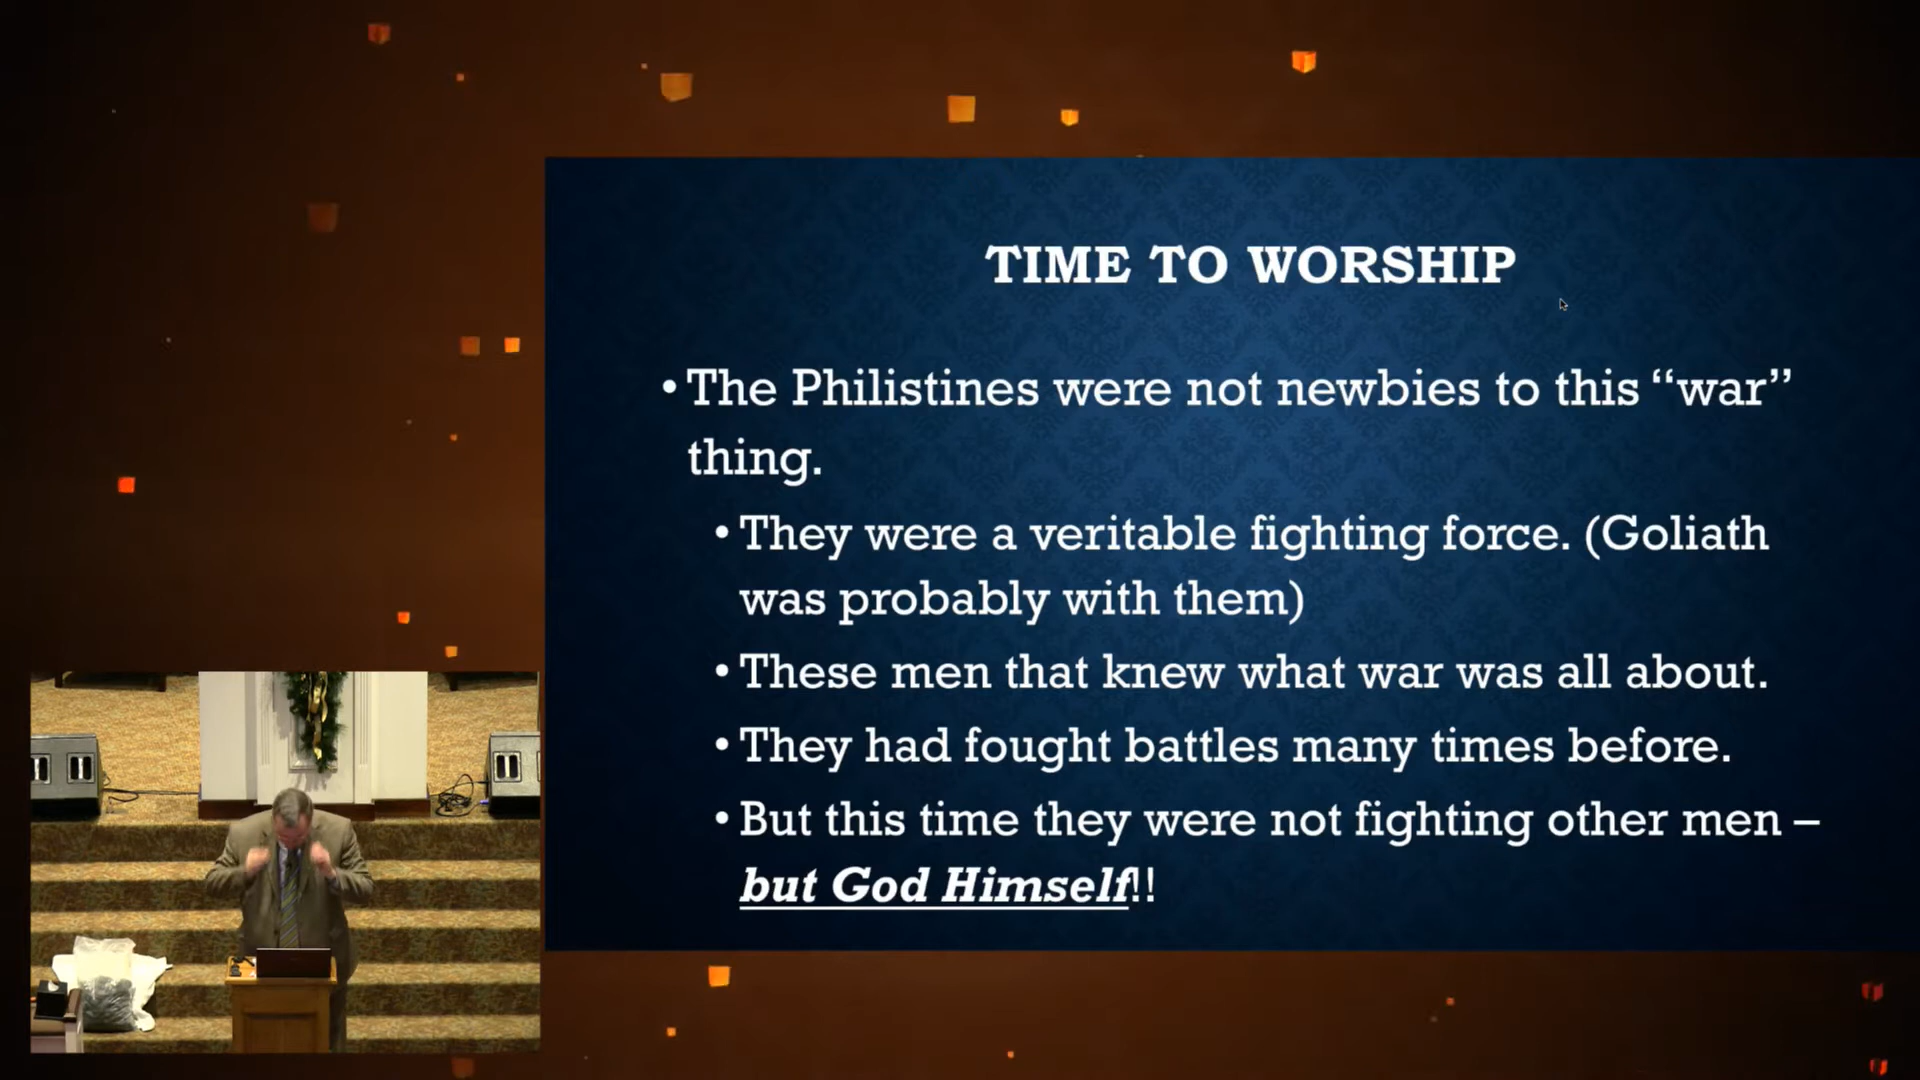 TIME TO WORSHIP
• The Philistines were not newbies to this “war”
thing.
• They were a veritable fighting force. (Goliath
was probably with them)
• These men that knew what war was all about.
• They had fought battles many times before.
• But this time they were not fighting other men –
but God Himself!!